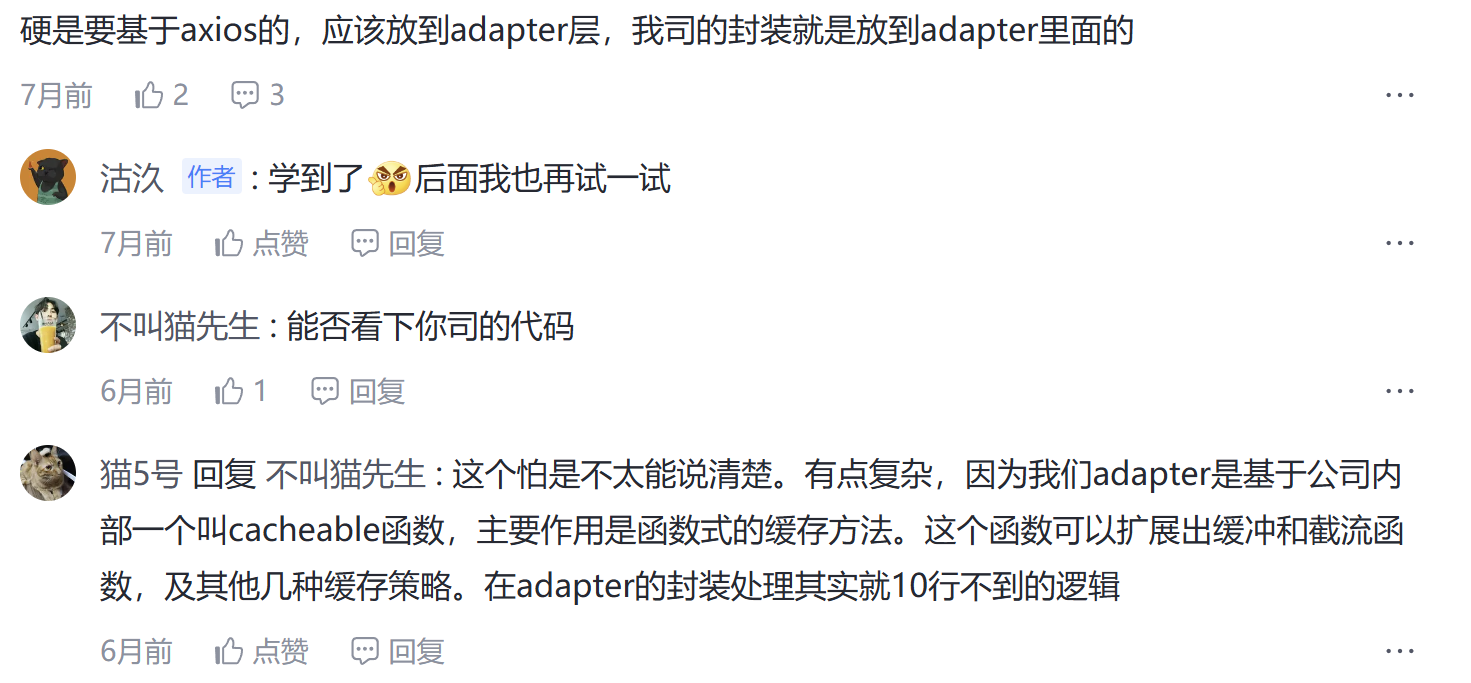 硬是要基于axios的，应该放到adapter层，我司的封装就是放到adapter里面的
7月前 2 3
沽汣 作者 : 学到了后面我也再试一试
7月前 点赞 回复
不叫猫先生 : 能否看下你司的代码
6月前 1 回复
猫5号 回复 不叫猫先生 : 这个怕是不太能说清楚。有点复杂，因为我们adapter是基于公司内
部一个叫cacheable函数，主要作用是函数式的缓存方法。这个函数可以扩展出缓冲和截流函
数，及其他几种缓存策略。在adapter的封装处理其实就10行不到的逻辑
6月前 点赞 回复